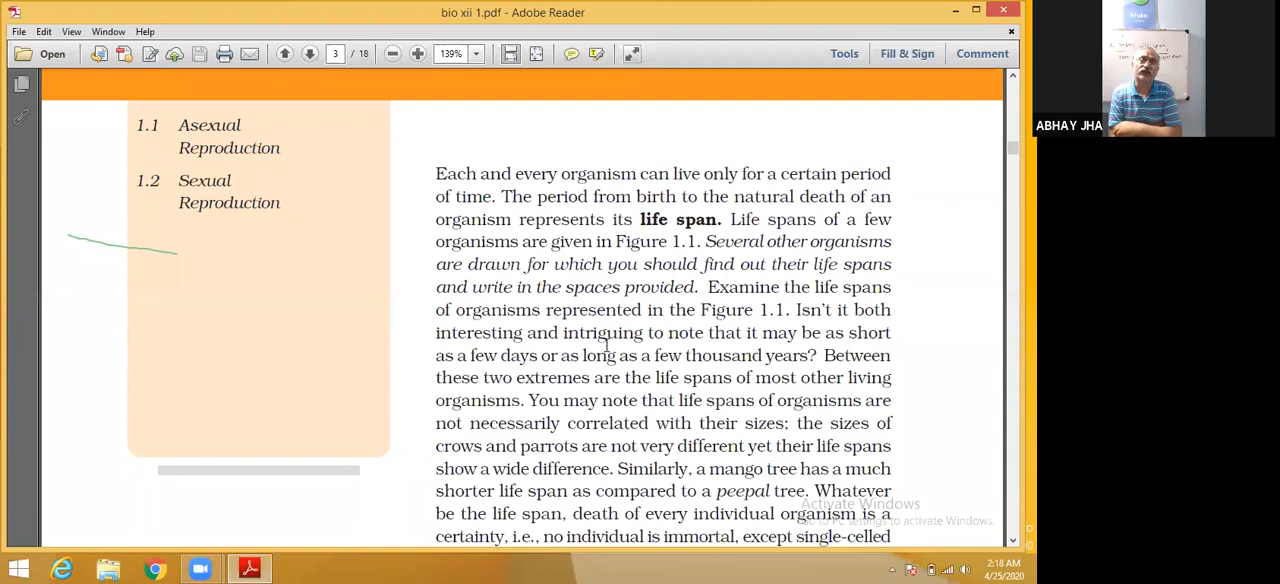 bio xii 1.pdf - Adobe Reader
File Edit View Window Help
Open 3 / 18 139% Tools Fill & Sign Comment
1.1 Asexual
Reproduction
1.2 Sexual
Reproduction
Each and every organism can live only for a certain period
of time. The period from birth to the natural death of an
organism represents its life span. Life spans of a few
organisms are given in Figure 1.1. Several other organisms
are drawn for which you should find out their life spans
and write in the spaces provided. Examine the life spans
of organisms represented in the Figure 1.1. Isn't it both
interesting and intriguing to note that it may be as short
as a few days or as long as a few thousand years? Between
these two extremes are the life spans of most other living
organisms. You may note that life spans of organisms are
not necessarily correlated with their sizes; the sizes of
crows and parrots are not very different yet their life spans
show a wide difference. Similarly, a mango tree has a much
shorter life span as compared to a peepal tree. Whatever
be the life span, death of every individual organism is a
certainty, i.e., no individual is immortal, except single-celled
Activate Windows
Go to PC settings to activate Windows.
Make
ABHAY JHA
2:18 AM
4/25/2020